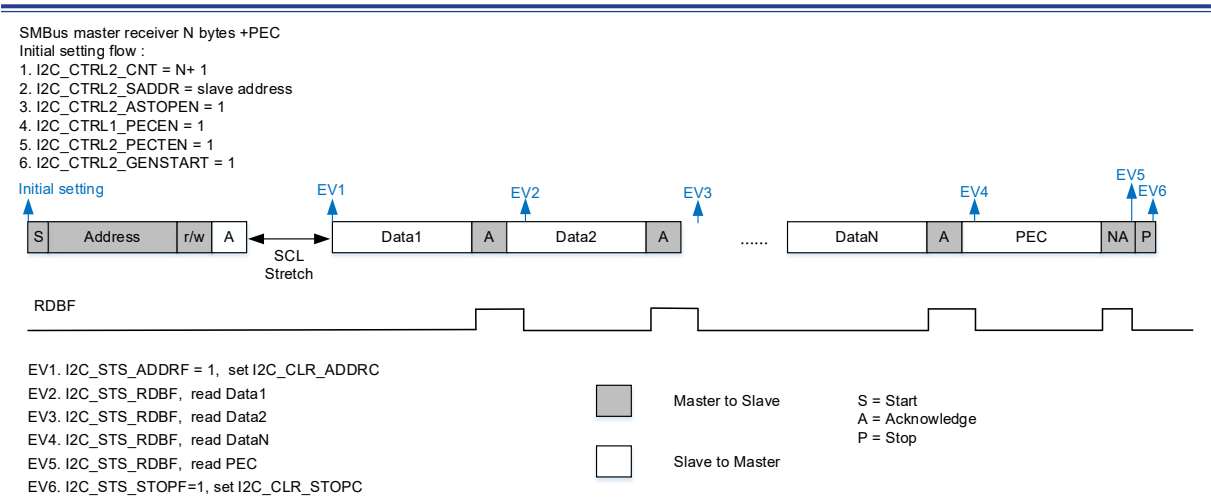 SMBus master receiver N bytes +PEC
Initial setting flow :
1. I2C_CTRL2_CNT = N+ 1
2. I2C_CTRL2_SADDR = slave address
3. I2C_CTRL2_ASTOPEN = 1
4. I2C_CTRL1_PECEN = 1
5. I2C_CTRL2_PECTEN = 1
6. I2C_CTRL2_GENSTART = 1
Initial setting EV1 EV2 EV3 EV4 EV5 EV6
S Address r/w A Data1 A Data2 A ...... DataN A PEC NA P
SCL
Stretch
RDBF
EV1. I2C_STS_ADDRF = 1, set I2C_CLR_ADDRC
EV2. I2C_STS_RDBF, read Data1
EV3. I2C_STS_RDBF, read Data2
EV4. I2C_STS_RDBF, read DataN
EV5. I2C_STS_RDBF, read PEC
EV6. I2C_STS_STOPF=1, set I2C_CLR_STOPC
Master to Slave
Slave to Master
S = Start
A = Acknowledge
P = Stop